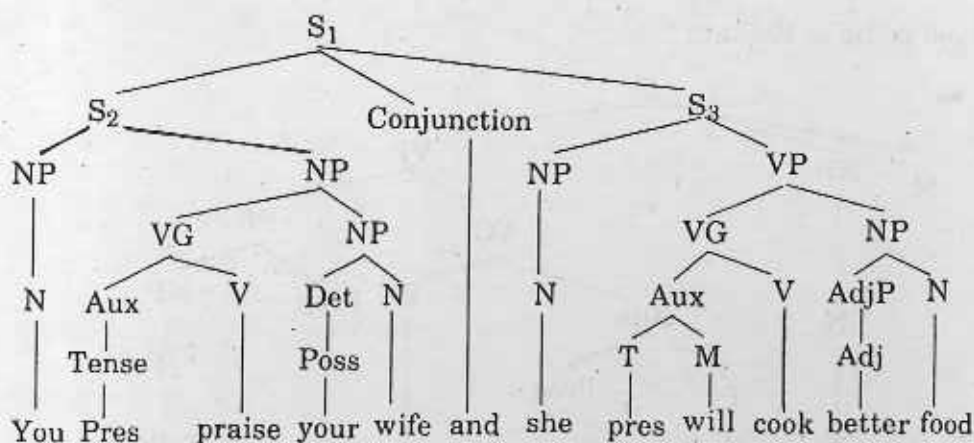 S₁
S₂ Conjunction S₃
NP NP NP VP
VG NP VG NP
N Aux V Det N N Aux V AdjP N
Tense Poss T M Adj
You Pres praise your wife and she pres will cook better food